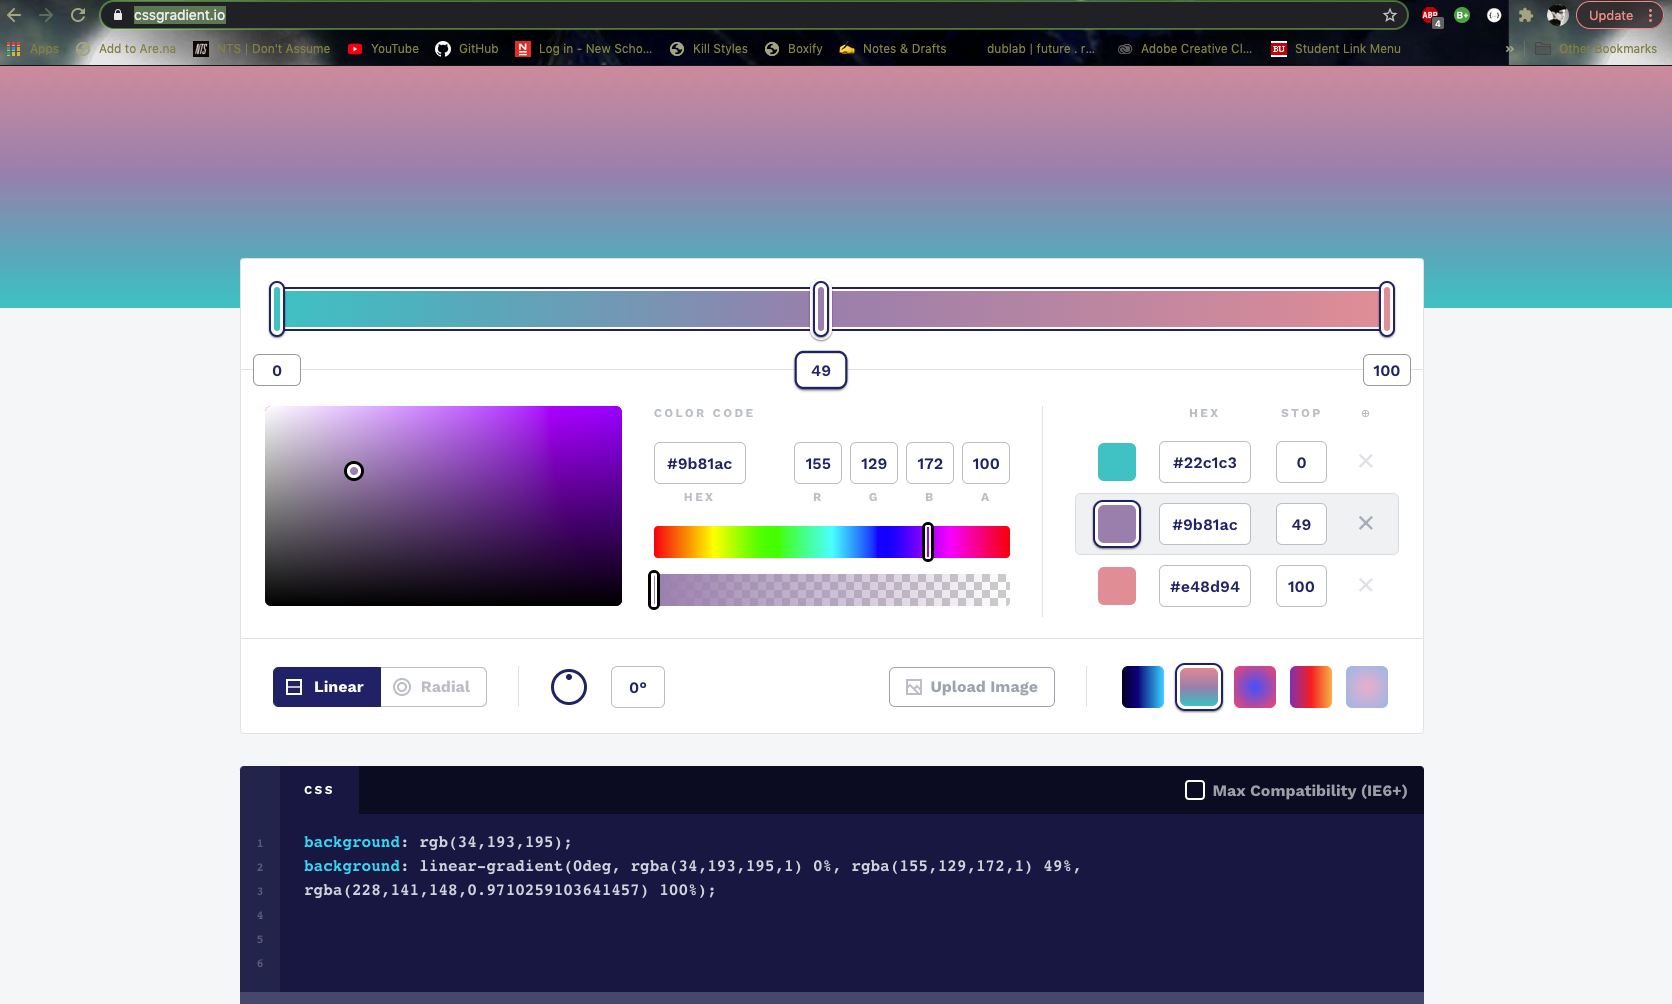 cssgradient.io
ABP
4
B+
Update
Apps
Add to Are.na
NTS
NTS | Don't Assume
YouTube
GitHub
N
Log in - New Scho...
Kill Styles
Boxify
Notes & Drafts
dublab | future . r...
Adobe Creative Cl...
BU
Student Link Menu
»
Other Bookmarks
0
49
100
COLOR CODE
HEX STOP
#9b81ac 155 129 172 100
HEX R G B A
#22c1c3 0
#9b81ac 49
#e48d94 100
Linear
Radial
0°
Upload Image
CSS
Max Compatibility (IE6+)
1 background: rgb(34,193,195);
2 background: linear-gradient(0deg, rgba(34,193,195,1) 0%, rgba(155,129,172,1) 49%,
3 rgba(228,141,148,0.9710259103641457) 100%);
4
5
6